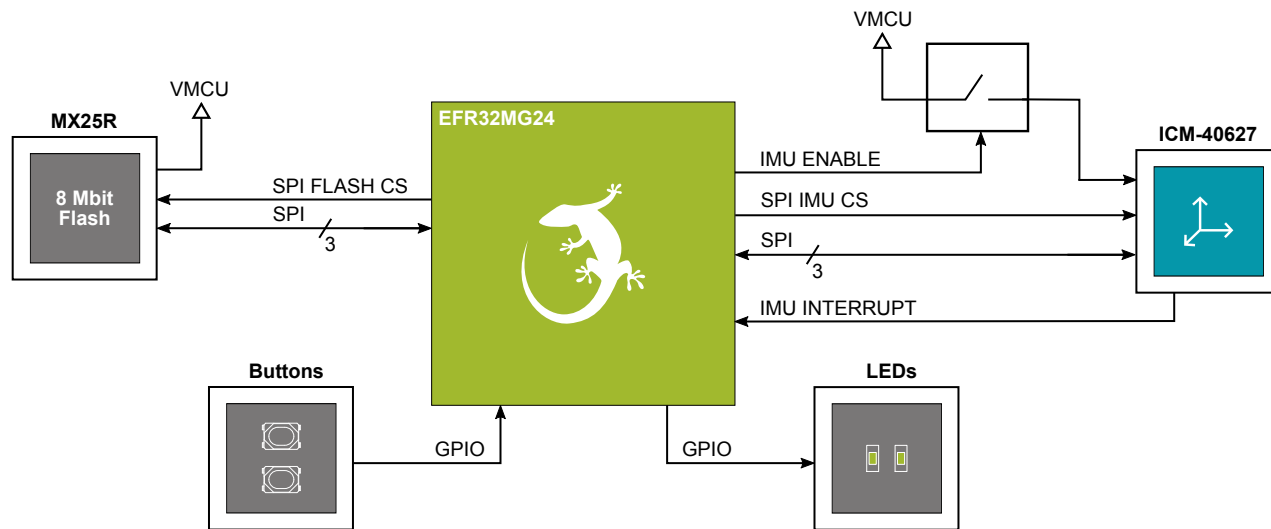 VMCU
VMCU
MX25R
EFR32MG24
ICM-40627
IMU ENABLE
8 Mbit
Flash
SPI FLASH CS
SPI IMU CS
SPI
3
SPI
3
IMU INTERRUPT
Buttons
LEDs
GPIO
GPIO